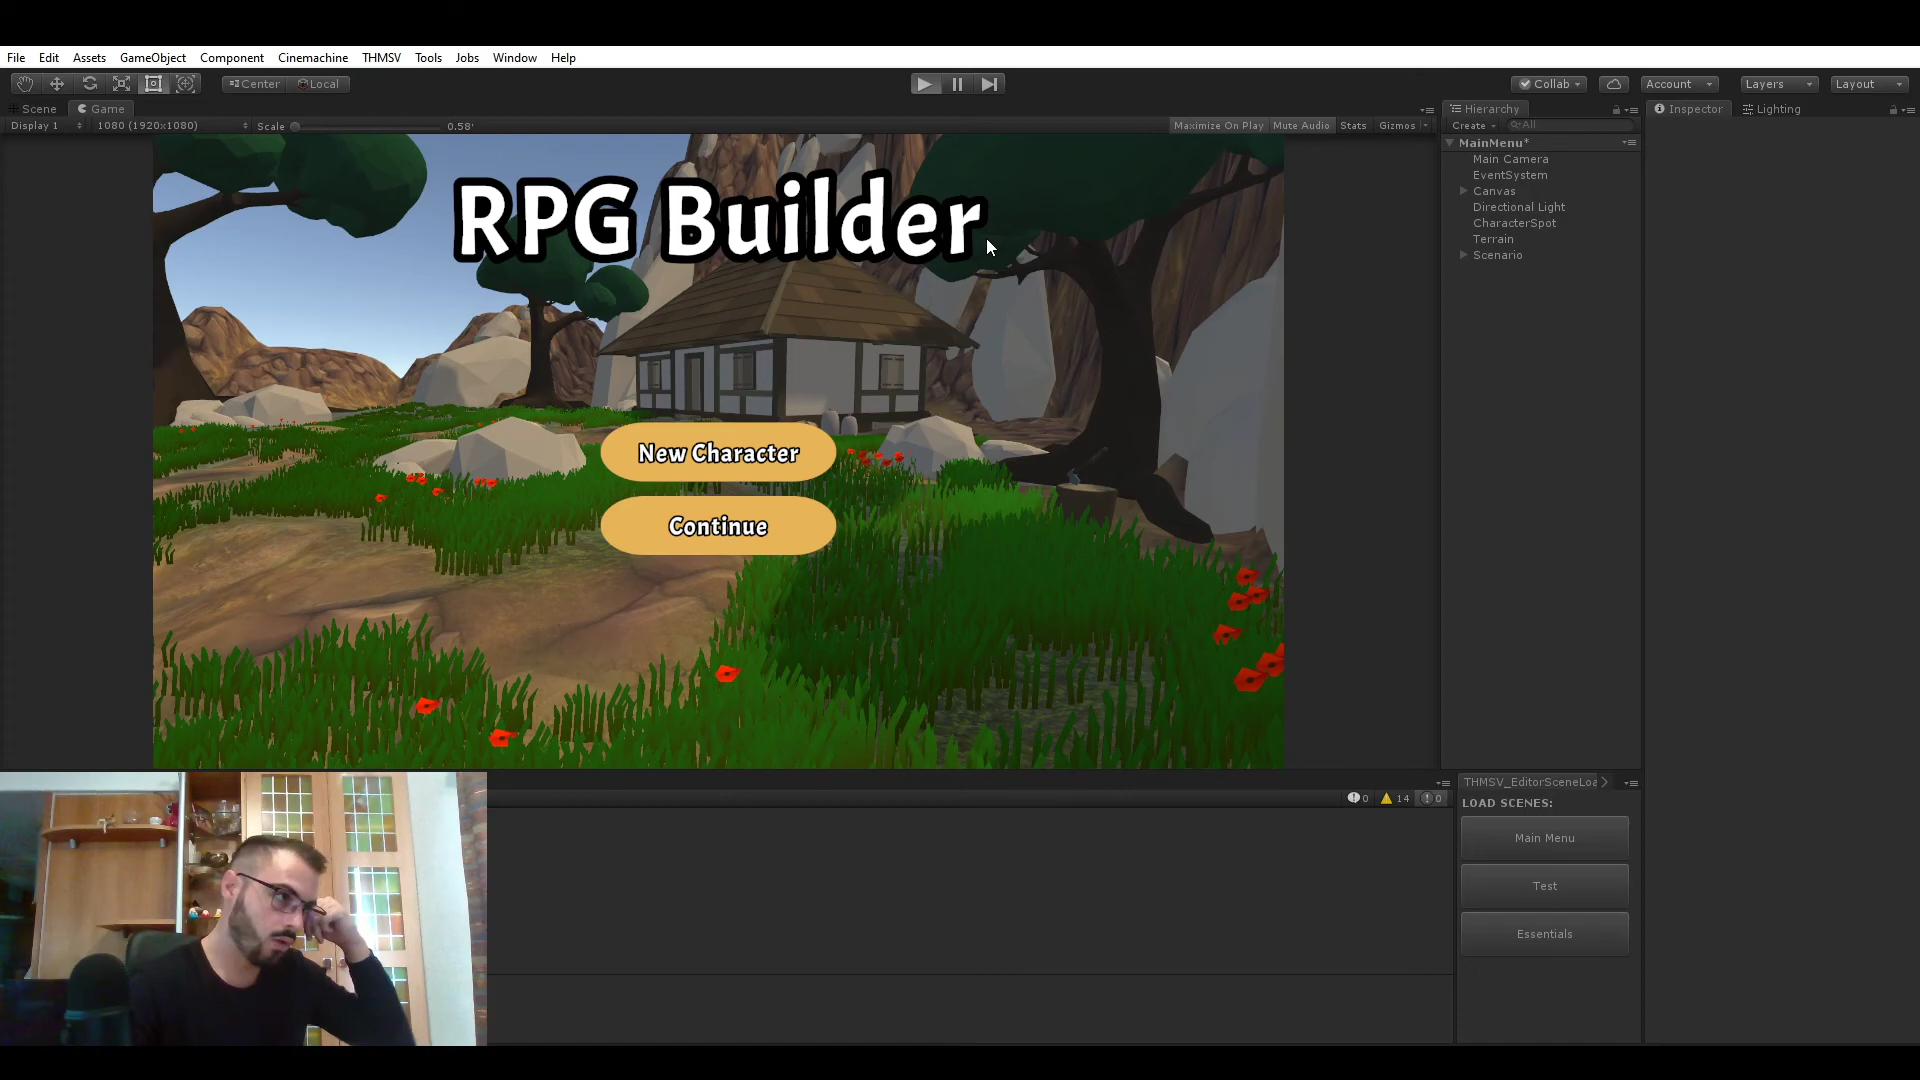 File Edit Assets GameObject Component Cinemachine THMSV Tools Jobs Window Help
Center Local Collab Account Layers Layout
Scene Game Hierarchy Inspector Lighting
Display 1 1080 (1920x1080) Scale 0.58 Maximize On Play Mute Audio Stats Gizmos Create All
MainMenu*
Main Camera
EventSystem
Canvas
Directional Light
CharacterSpot
Terrain
Scenario
RPG Builder
New Character
Continue
THMSV_EditorSceneLoa
0 14 0
LOAD SCENES:
Main Menu
Test
Essentials